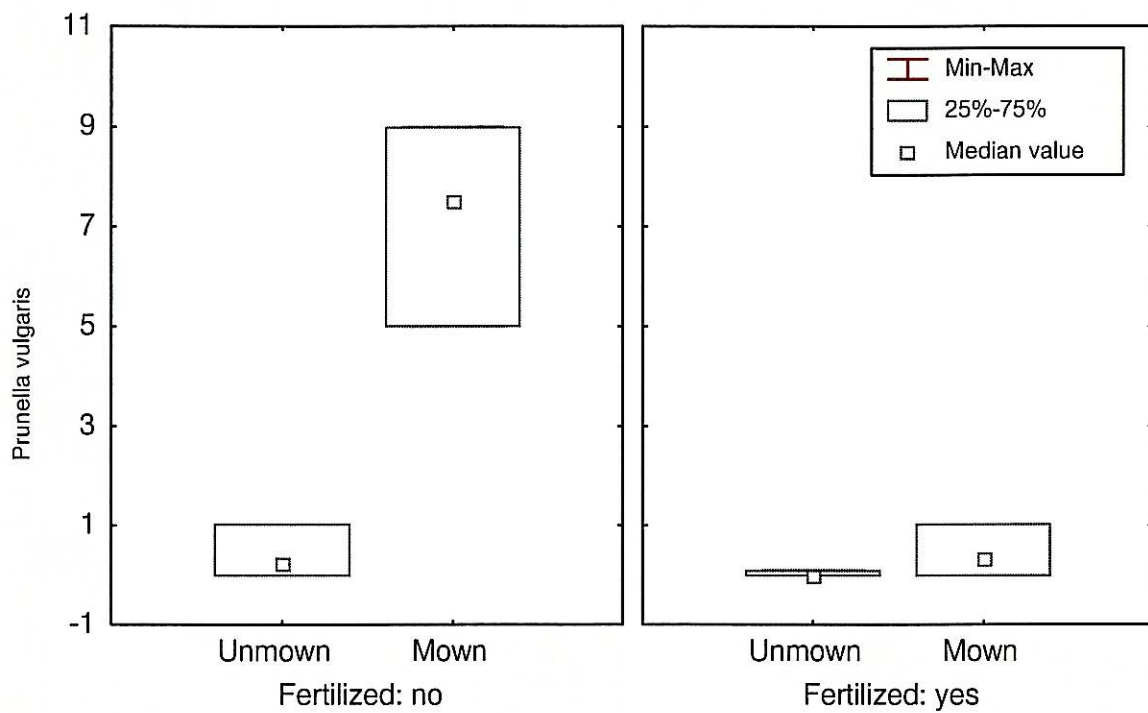 11
9
7
5
3
1
-1
Prunella vulgaris
Unmown Mown
Fertilized: no
Min-Max
25%-75%
Median value
Unmown Mown
Fertilized: yes